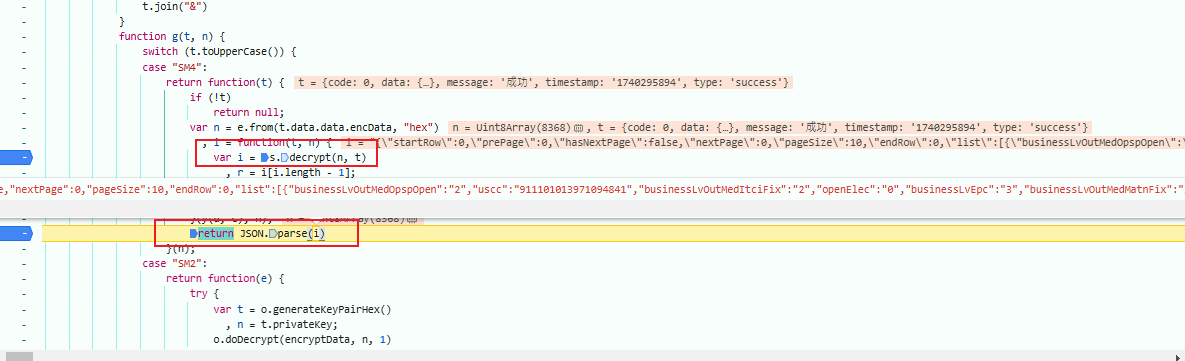 t.join("&")
}
function g(t, n) {
switch (t.toUpperCase()) {
case "SM4":
return function(t) { t = {code: 0, data: {…}, message: '成功', timestamp: '1740295894', type: 'success'}
if (!t)
return null;
var n = e.from(t.data.data.encData, "hex") n = Uint8Array(8368), t = {code: 0, data: {…}, message: '成功', timestamp: '1740295894', type: 'success'}
, i = function(t, n) { i = "{\"startRow\":0,\"prePage\":0,\"hasNextPage\":false,\"nextPage\":0,\"pageSize\":10,\"endRow\":0,\"list\":[{\"businessLvOutMedOpspOpen\":\
var i = s.decrypt(n, t)
, r = i[i.length - 1];
e,"nextPage":0,"pageSize":10,"endRow":0,"list":[{"businessLvOutMedOpspOpen":"2","uscc":"911101013971094841","businessLvOutMedItciFix":"2","openElec":"0","businessLvEpc":"3","businessLvOutMedMatnFix":"
return JSON.parse(i)
}(n);
case "SM2":
return function(e) {
try {
var t = o.generateKeyPairHex()
, n = t.privateKey;
o.doDecrypt(encryptData, n, 1)